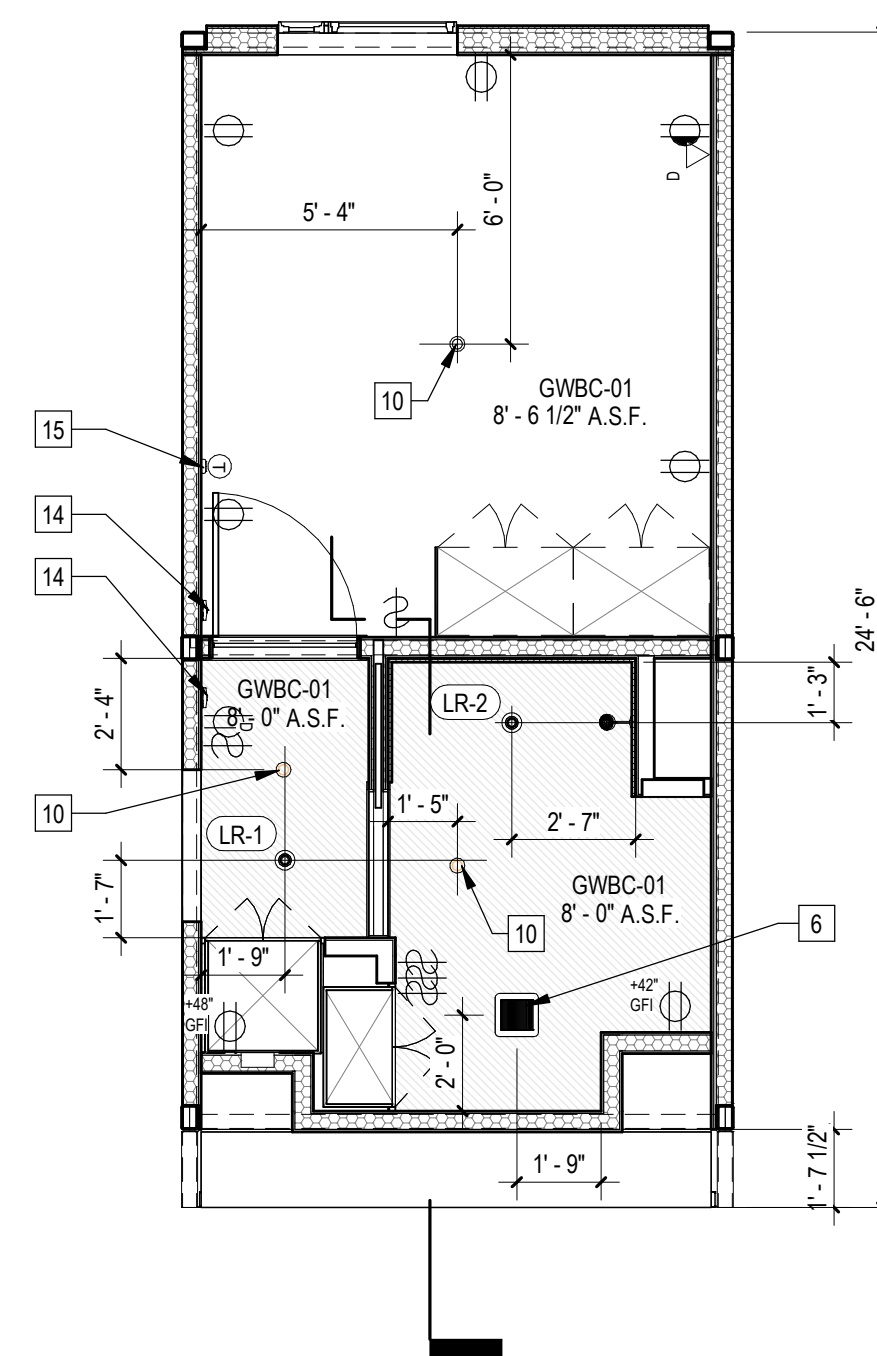 5' - 4"
6' - 0"
D
10
GWBC-01
8' - 6 1/2" A.S.F.
15
T
14
14
24' - 6"
2' - 4"
GWBC-01
8' - 0" A.S.F.
D
LR-2
1' - 3"
10
1' - 5"
2' - 7"
LR-1
1' - 7"
GWBC-01
8' - 0" A.S.F.
10
6
1' - 9"
+48"
GFI
+42"
GFI
2' - 0"
1' - 9"
1' - 7 1/2"